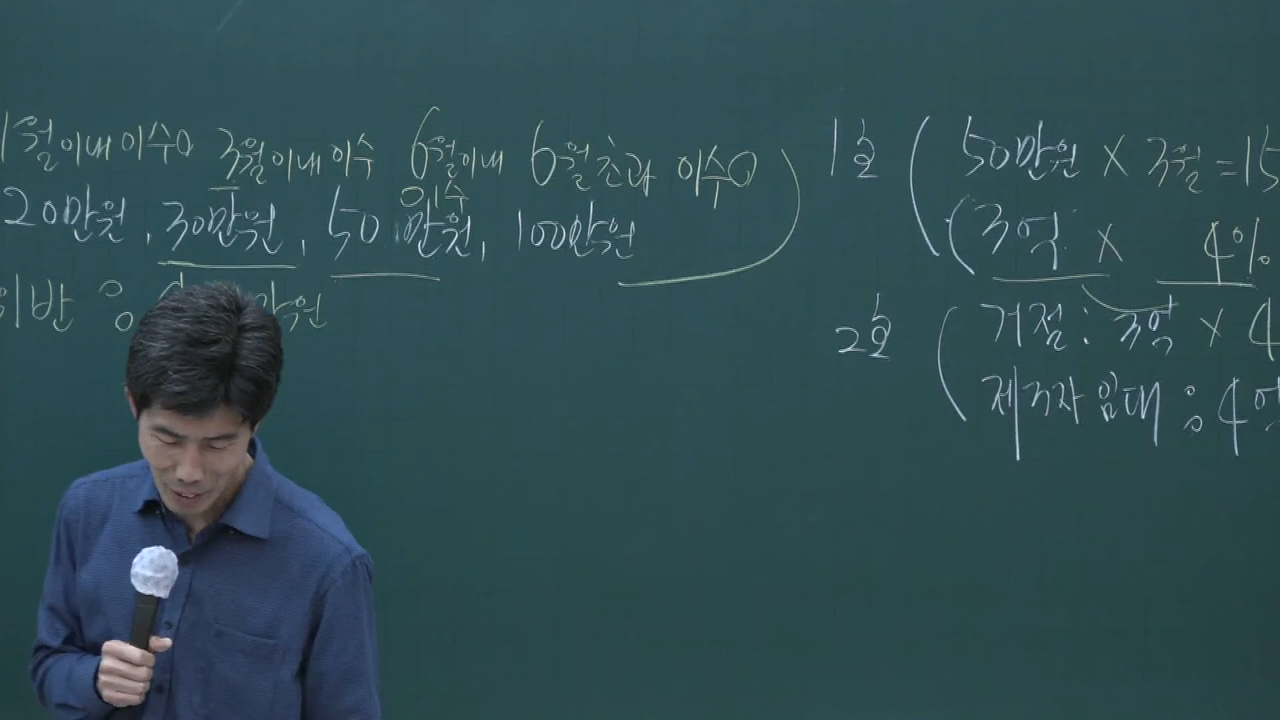 1월이내 이수 3월이내 이수 6월이내 이수 6월초과 이수
20만원, 30만원, 50만원, 100만원
위반 만원
1호 50만원 × 3월 = 15
3억 × 4%
2호 거절: 3억 × 4
제3자 임대 4억